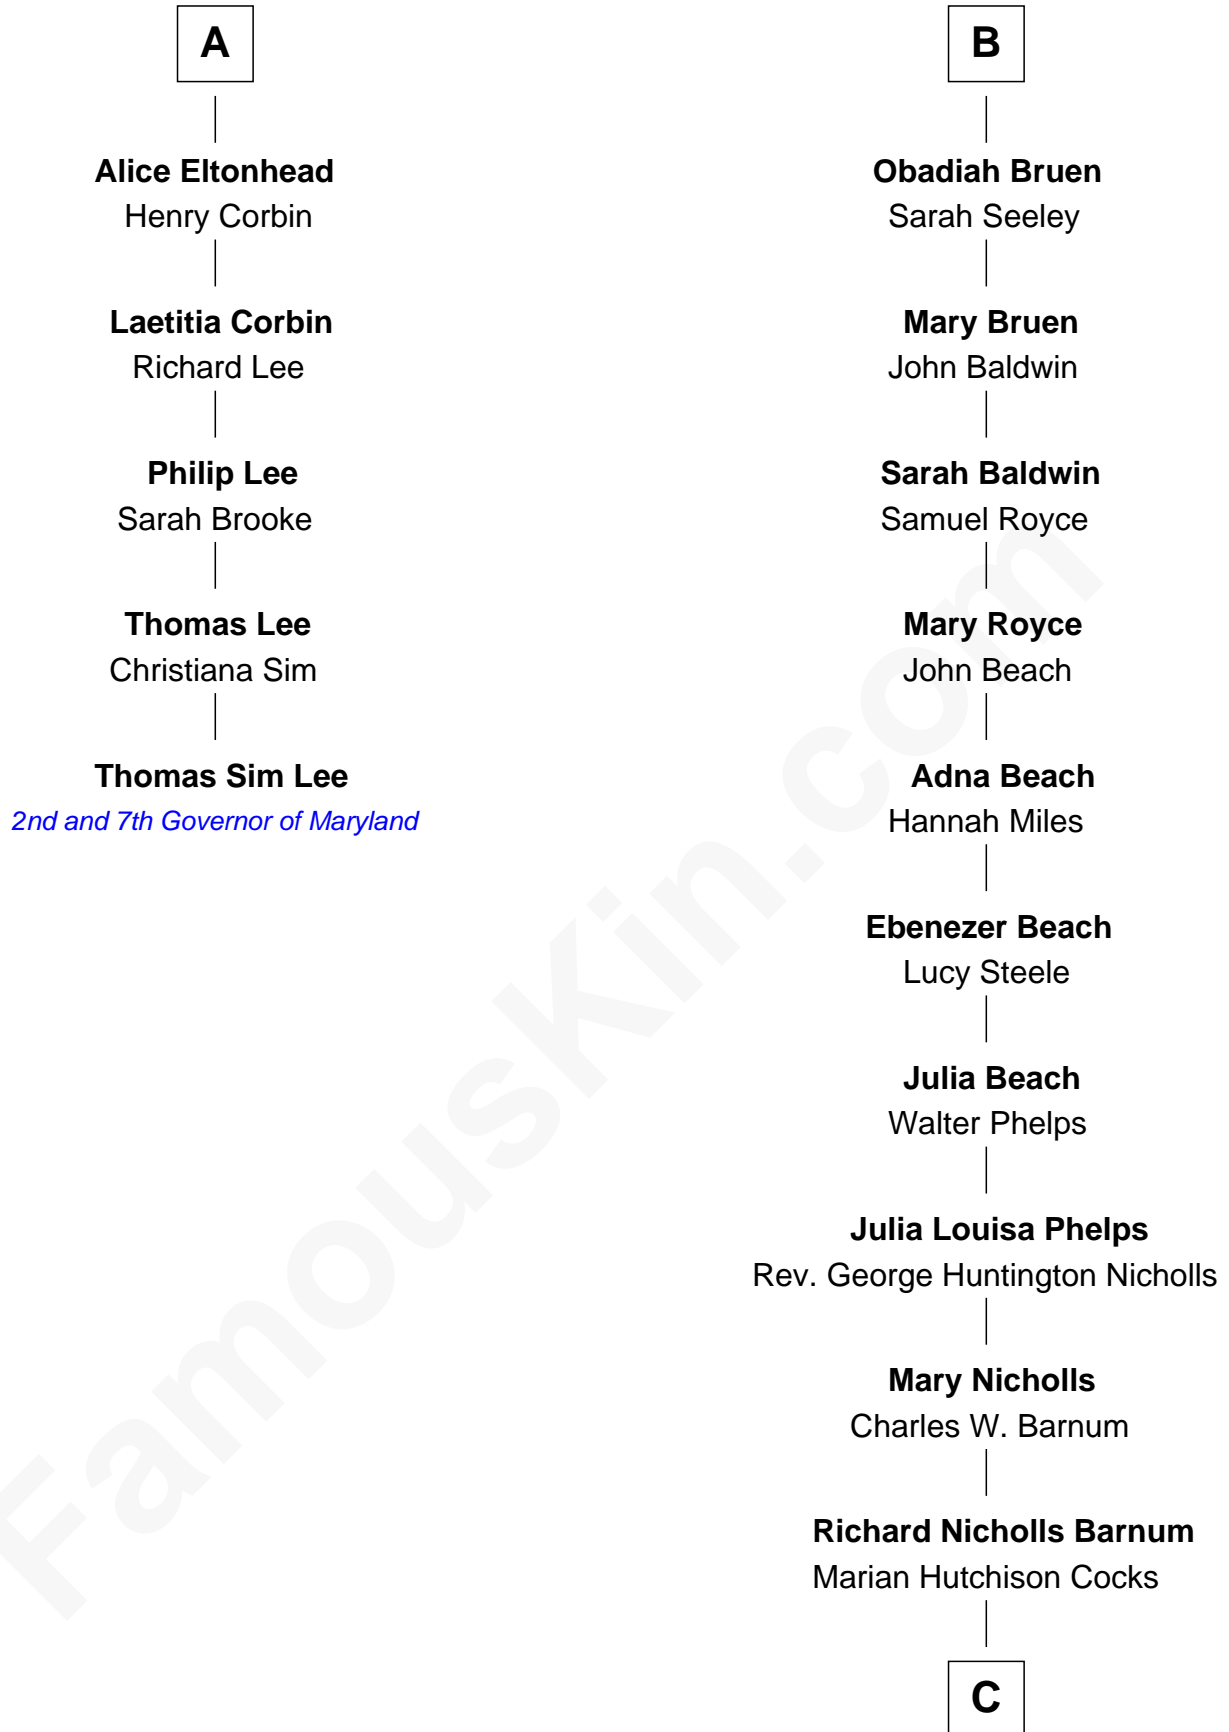 A
Alice Eltonhead
Henry Corbin
Laetitia Corbin
Richard Lee
Philip Lee
Sarah Brooke
Thomas Lee
Christiana Sim
Thomas Sim Lee
2nd and 7th Governor of Maryland
B
Obadiah Bruen
Sarah Seeley
Mary Bruen
John Baldwin
Sarah Baldwin
Samuel Royce
Mary Royce
John Beach
Adna Beach
Hannah Miles
Ebenezer Beach
Lucy Steele
Julia Beach
Walter Phelps
Julia Louisa Phelps
Rev. George Huntington Nicholls
Mary Nicholls
Charles W. Barnum
Richard Nicholls Barnum
Marian Hutchison Cocks
C
FamousKin.com